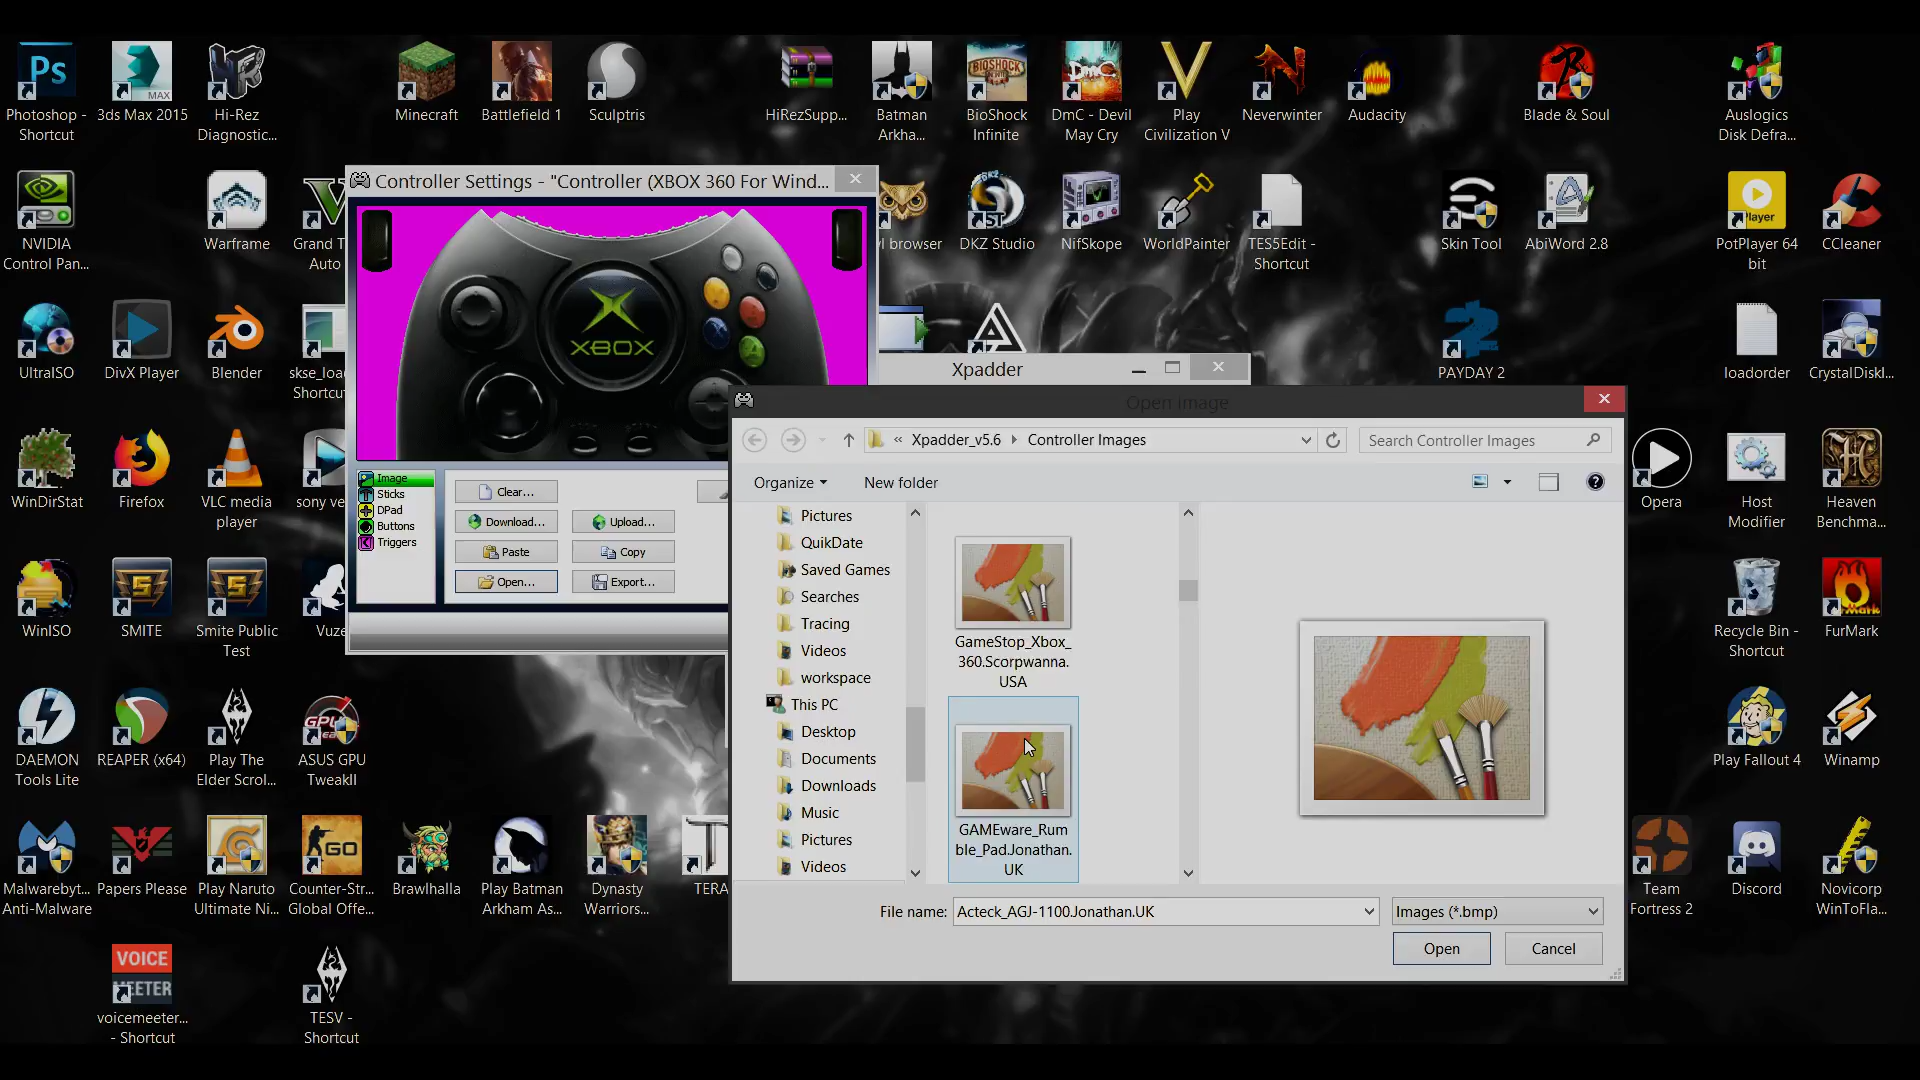 Photoshop - Shortcut
3ds Max 2015
Hi-Rez Diagnostic...
Minecraft
Battlefield 1
Sculptris
HiRezSupp...
Batman Arkha...
BioShock Infinite
DmC - Devil May Cry
Play Civilization V
Neverwinter
Audacity
Blade & Soul
Auslogics Disk Defra...
NVIDIA Control Pan...
Warframe
Grand T
Auto
Controller Settings - "Controller (XBOX 360 For Wind...
XBOX
browser
DKZ Studio
NifSkope
WorldPainter
TES5Edit - Shortcut
Skin Tool
AbiWord 2.8
PotPlayer 64 bit
CCleaner
UltraISO
DivX Player
Blender
skse_loa
Shortcut
PAYDAY 2
loadorder
CrystalDiskI...
Xpadder
Open Image
« Xpadder_v5.6
Controller Images
Search Controller Images
Organize
New folder
Image
Sticks
DPad
Buttons
Triggers
Clear...
Download...
Upload...
Paste
Copy
Open...
Export...
Pictures
QuikDate
Saved Games
Searches
Tracing
Videos
workspace
This PC
Desktop
Documents
Downloads
Music
Pictures
Videos
GameStop_Xbox_
360.Scorpwanna.
USA
GAMEware_Rum
ble_Pad.Jonathan.
UK
File name:
Acteck_AGJ-1100.Jonathan.UK
Images (*.bmp)
Open
Cancel
WinDirStat
Firefox
VLC media player
sony ve
Opera
Host Modifier
Heaven Benchma...
WinISO
SMITE
Smite Public Test
Vuze
Recycle Bin - Shortcut
FurMark
DAEMON Tools Lite
REAPER (x64)
Play The Elder Scrol...
ASUS GPU TweakII
Play Fallout 4
Winamp
Malwarebyt... Anti-Malware
Papers Please
Play Naruto Ultimate Ni...
Counter-Str... Global Offe...
Brawlhalla
Play Batman Arkham As...
Dynasty Warriors...
TERA
Team Fortress 2
Discord
Novicorp WinToFla...
VOICE
MEETER
voicemeeter... - Shortcut
TESV - Shortcut